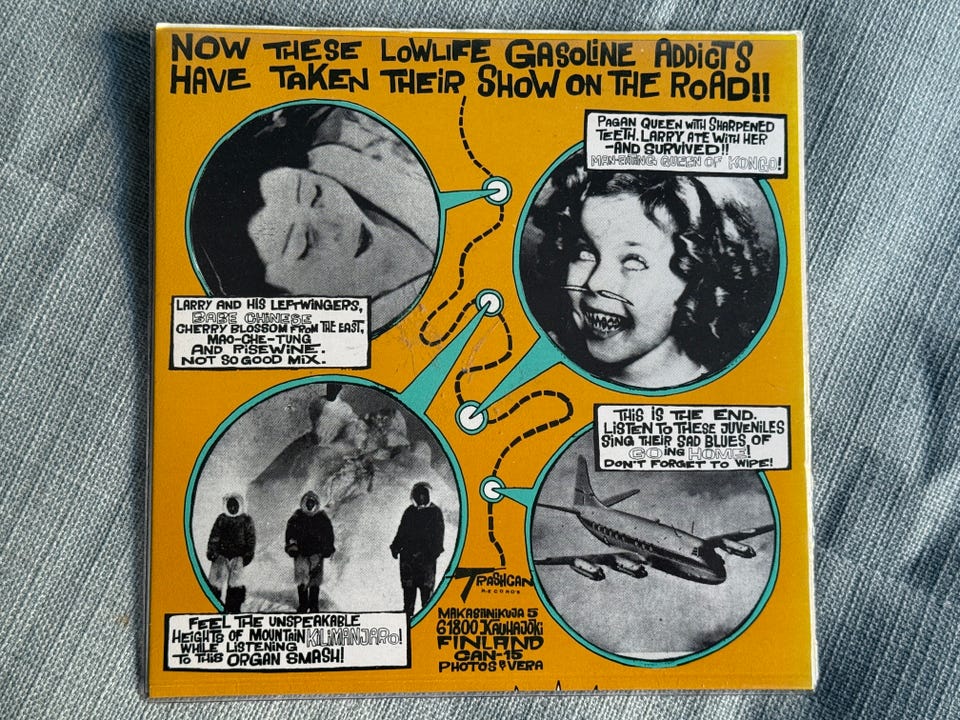 NOW THESE LOWLIFE GASOLINE ADDICTS
HAVE TAKEN THEIR SHOW ON THE ROAD!!
PAGAN QUEEN WITH SHARPENED
TEETH. LARRY ATE WITH HER
-AND SURVIVED!!
MAN-EATING QUEEN OF KONGO!
LARRY AND HIS LEFTWINGERS,
BABE CHINESE
CHERRY BLOSSOM FROM THE EAST,
MAO-CHE-TUNG
AND RISEWINE.
NOT SO GOOD MIX.
THIS IS THE END.
LISTEN TO THESE JUVENILES
SING THEIR SAD BLUES OF
GOING HOME!
DON'T FORGET TO WIPE!
FEEL THE UNSPEAKABLE
HEIGHTS OF MOUNTAIN KILIMANJARO!
WHILE LISTENING
TO THIS ORGAN SMASH!
TRASHCAN
RECORDS
MAKASIINIKUJA 5
61800 KAUHAJOKI
FINLAND
CAN-15
PHOTOS: VERA